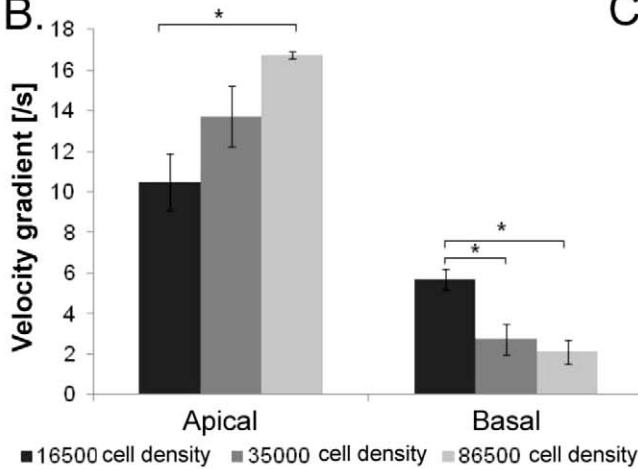 B.
C
*
18
16
14
12
10
8
6
4
2
0
Velocity gradient [/s]
*
*
Apical
Basal
16500 cell density
35000 cell density
86500 cell density